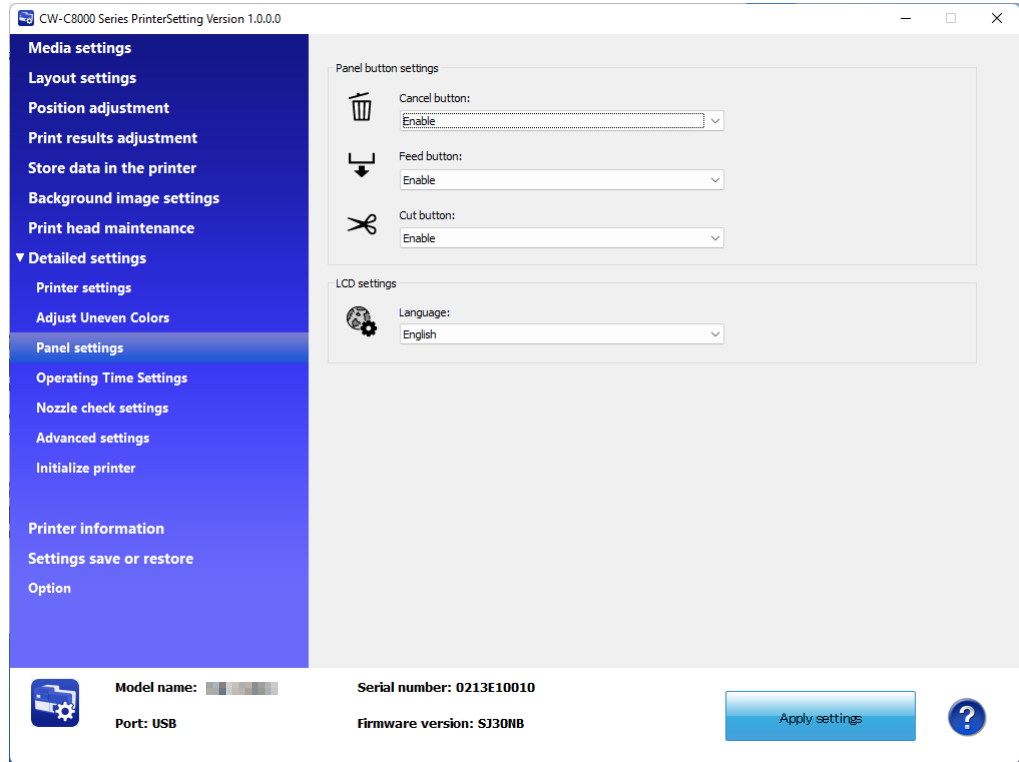 CW-C8000 Series PrinterSetting Version 1.0.0.0
Media settings
Layout settings
Position adjustment
Print results adjustment
Store data in the printer
Background image settings
Print head maintenance
Detailed settings
Printer settings
Adjust Uneven Colors
Panel settings
Operating Time Settings
Nozzle check settings
Advanced settings
Initialize printer
Printer information
Settings save or restore
Option
Panel button settings
Cancel button:
Enable
Feed button:
Enable
Cut button:
Enable
LCD settings
Language:
English
Model name:
Serial number: 0213E10010
Port: USB
Firmware version: SJ30NB
Apply settings
?